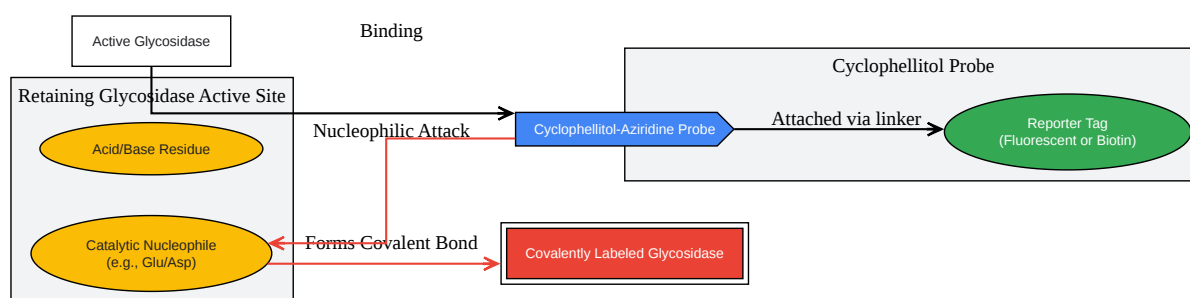 Active Glycosidase
Binding
Cyclophellitol Probe
Retaining Glycosidase Active Site
Nucleophilic Attack
Cyclophellitol-Aziridine Probe
Attached via linker
Reporter Tag
(Fluorescent or Biotin)
Acid/Base Residue
Catalytic Nucleophile
(e.g., Glu/Asp)
Forms Covalent Bond
Covalently Labeled Glycosidase